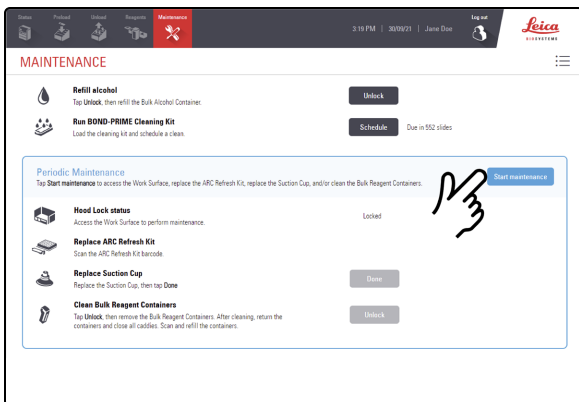 Status Preload Unload Reagents Maintenance
3:19 PM | 30/09/21 | Jane Doe
Log out
Leica
BIOSYSTEMS
MAINTENANCE
Refill alcohol
Tap Unlock, then refill the Bulk Alcohol Container.
Unlock
Run BOND-PRIME Cleaning Kit
Load the cleaning kit and schedule a clean.
Schedule
Due in 552 slides
Periodic Maintenance
Tap Start maintenance to access the Work Surface, replace the ARC Refresh Kit, replace the Suction Cup, and/or clean the Bulk Reagent Containers.
Start maintenance
Hood Lock status
Access the Work Surface to perform maintenance.
Locked
Replace ARC Refresh Kit
Scan the ARC Refresh Kit barcode.
Replace Suction Cup
Replace the Suction Cup, then tap Done
Done
Clean Bulk Reagent Containers
Tap Unlock, then remove the Bulk Reagent Containers. After cleaning, return the
containers and close all caddies. Scan and refill the containers.
Unlock